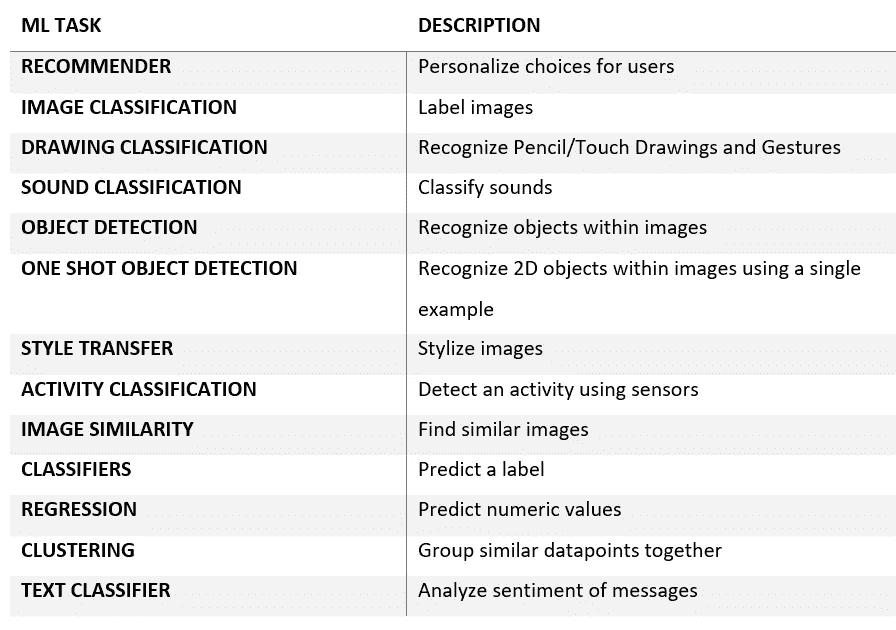 ML TASK DESCRIPTION
RECOMMENDER Personalize choices for users
IMAGE CLASSIFICATION Label images
DRAWING CLASSIFICATION Recognize Pencil/Touch Drawings and Gestures
SOUND CLASSIFICATION Classify sounds
OBJECT DETECTION Recognize objects within images
ONE SHOT OBJECT DETECTION Recognize 2D objects within images using a single
example
STYLE TRANSFER Stylize images
ACTIVITY CLASSIFICATION Detect an activity using sensors
IMAGE SIMILARITY Find similar images
CLASSIFIERS Predict a label
REGRESSION Predict numeric values
CLUSTERING Group similar datapoints together
TEXT CLASSIFIER Analyze sentiment of messages